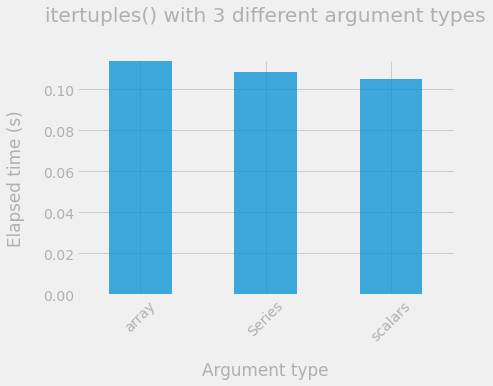 itertuples() with 3 different argument types
Elapsed time (s)
0.10
0.08
0.06
0.04
0.02
0.00
array
Series
scalars
Argument type